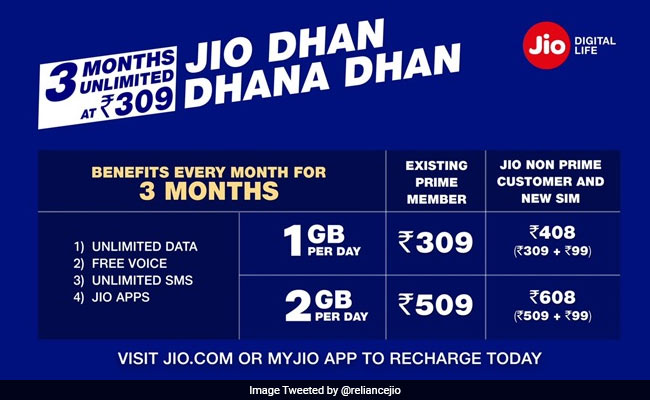 3 MONTHS
UNLIMITED
AT ₹309
JIO DHAN
DHANA DHAN
Jio DIGITAL
LIFE
BENEFITS EVERY MONTH FOR
3 MONTHS
EXISTING
PRIME
MEMBER
JIO NON PRIME
CUSTOMER AND
NEW SIM
1) UNLIMITED DATA
2) FREE VOICE
3) UNLIMITED SMS
4) JIO APPS
1 GB
PER DAY
₹309
₹408
(₹309 + ₹99)
2 GB
PER DAY
₹509
₹608
(₹509 + ₹99)
VISIT JIO.COM OR MYJIO APP TO RECHARGE TODAY
Image Tweeted by @reliancejio